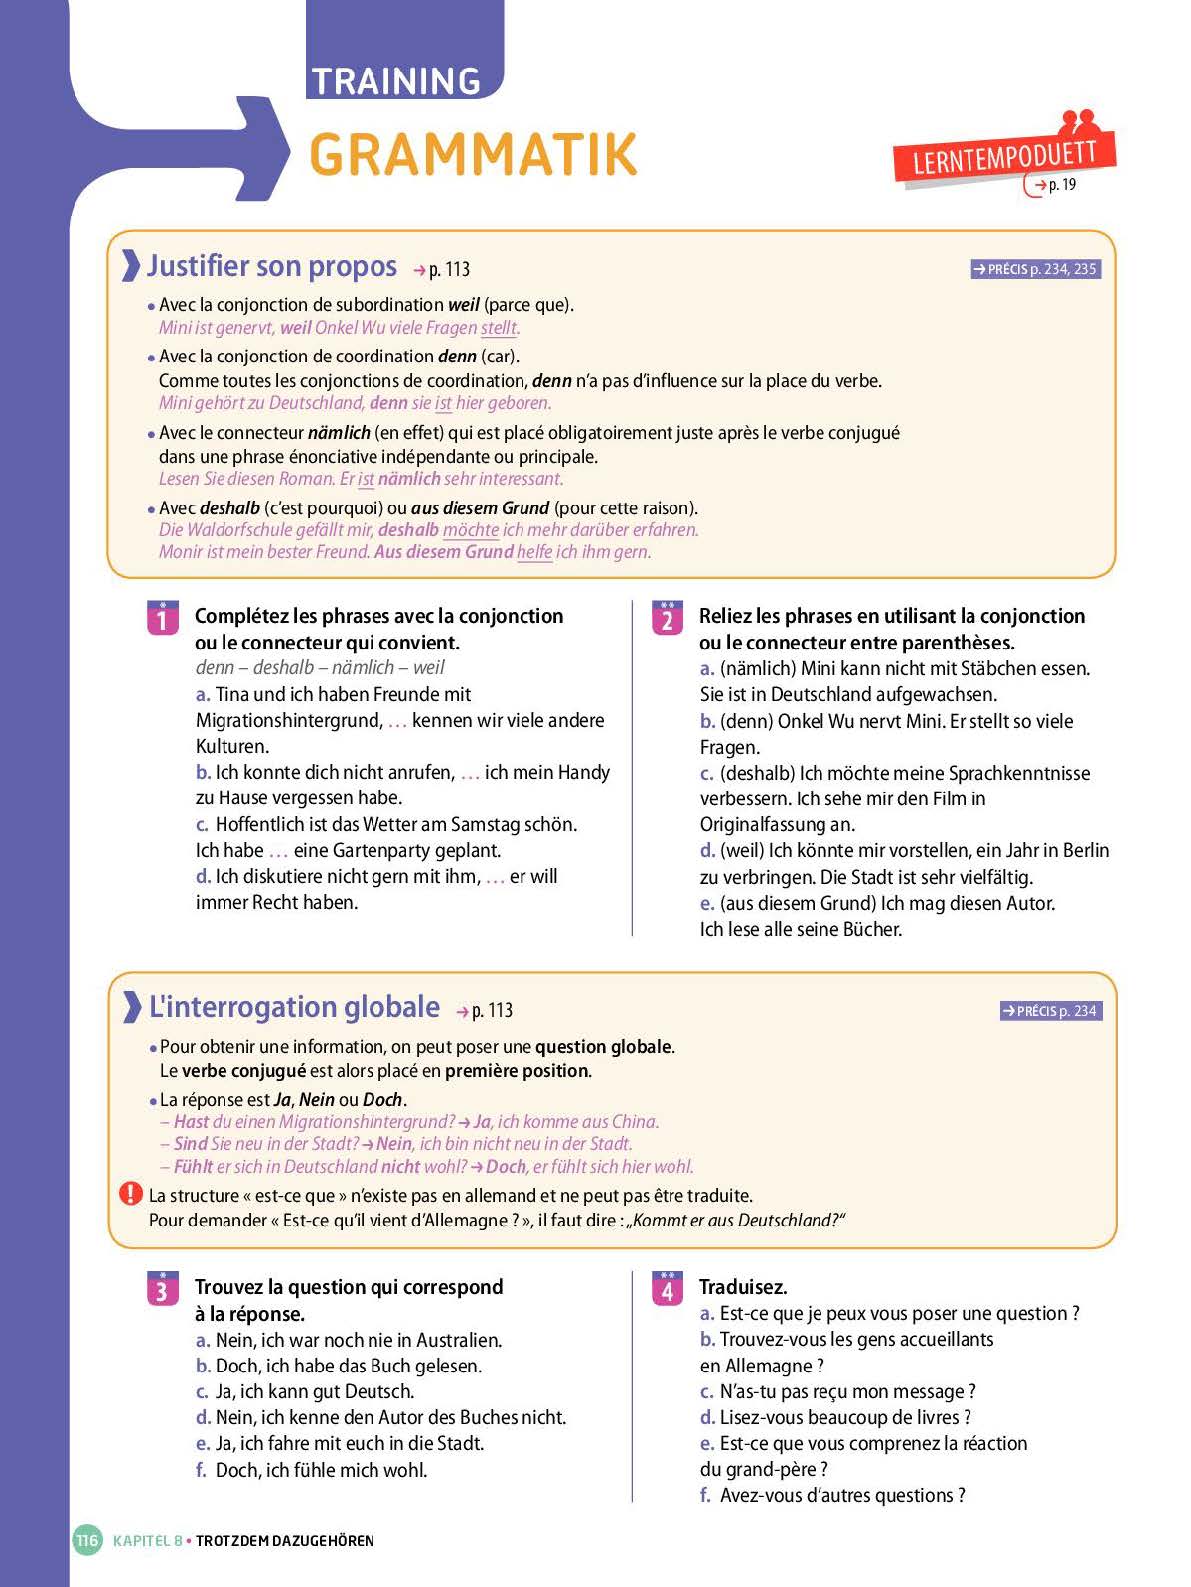 TRAINING
GRAMMATIK
LERNTEMPODUETT
→ p. 19
Justifier son propos → p. 113
→ PRÉCIS p. 234, 235
• Avec la conjonction de subordination weil (parce que).
Mini ist genervt, weil Onkel Wu viele Fragen stellt.
• Avec la conjonction de coordination denn (car).
Comme toutes les conjonctions de coordination, denn n'a pas d'influence sur la place du verbe.
Mini gehört zu Deutschland, denn sie ist hier geboren.
• Avec le connecteur nämlich (en effet) qui est placé obligatoirement juste après le verbe conjugué
dans une phrase énonciative indépendante ou principale.
Lesen Sie diesen Roman. Er ist nämlich sehr interessant.
• Avec deshalb (c'est pourquoi) ou aus diesem Grund (pour cette raison).
Die Waldorfschule gefällt mir, deshalb möchte ich mehr darüber erfahren.
Monir ist mein bester Freund. Aus diesem Grund helfe ich ihm gern.
*
1 Complétez les phrases avec la conjonction
ou le connecteur qui convient.
denn – deshalb – nämlich – weil
a. Tina und ich haben Freunde mit
Migrationshintergrund, ... kennen wir viele andere
Kulturen.
b. Ich konnte dich nicht anrufen, ... ich mein Handy
zu Hause vergessen habe.
c. Hoffentlich ist das Wetter am Samstag schön.
Ich habe ... eine Gartenparty geplant.
d. Ich diskutiere nicht gern mit ihm, ... er will
immer Recht haben.
**
2 Reliez les phrases en utilisant la conjonction
ou le connecteur entre parenthèses.
a. (nämlich) Mini kann nicht mit Stäbchen essen.
Sie ist in Deutschland aufgewachsen.
b. (denn) Onkel Wu nervt Mini. Er stellt so viele
Fragen.
c. (deshalb) Ich möchte meine Sprachkenntnisse
verbessern. Ich sehe mir den Film in
Originalfassung an.
d. (weil) Ich könnte mir vorstellen, ein Jahr in Berlin
zu verbringen. Die Stadt ist sehr vielfältig.
e. (aus diesem Grund) Ich mag diesen Autor.
Ich lese alle seine Bücher.
L'interrogation globale → p. 113
→ PRÉCIS p. 234
• Pour obtenir une information, on peut poser une question globale.
Le verbe conjugué est alors placé en première position.
• La réponse est Ja, Nein ou Doch.
– Hast du einen Migrationshintergrund? → Ja, ich komme aus China.
– Sind Sie neu in der Stadt? → Nein, ich bin nicht neu in der Stadt.
– Fühlt er sich in Deutschland nicht wohl? → Doch, er fühlt sich hier wohl.
! La structure « est-ce que » n'existe pas en allemand et ne peut pas être traduite.
Pour demander « Est-ce qu'il vient d'Allemagne ? », il faut dire : „Kommt er aus Deutschland?“
*
3 Trouvez la question qui correspond
à la réponse.
a. Nein, ich war noch nie in Australien.
b. Doch, ich habe das Buch gelesen.
c. Ja, ich kann gut Deutsch.
d. Nein, ich kenne den Autor des Buches nicht.
e. Ja, ich fahre mit euch in die Stadt.
f. Doch, ich fühle mich wohl.
**
4 Traduisez.
a. Est-ce que je peux vous poser une question ?
b. Trouvez-vous les gens accueillants
en Allemagne ?
c. N'as-tu pas reçu mon message ?
d. Lisez-vous beaucoup de livres ?
e. Est-ce que vous comprenez la réaction
du grand-père ?
f. Avez-vous d'autres questions ?
116 KAPITEL 8 • TROTZDEM DAZUGEHÖREN